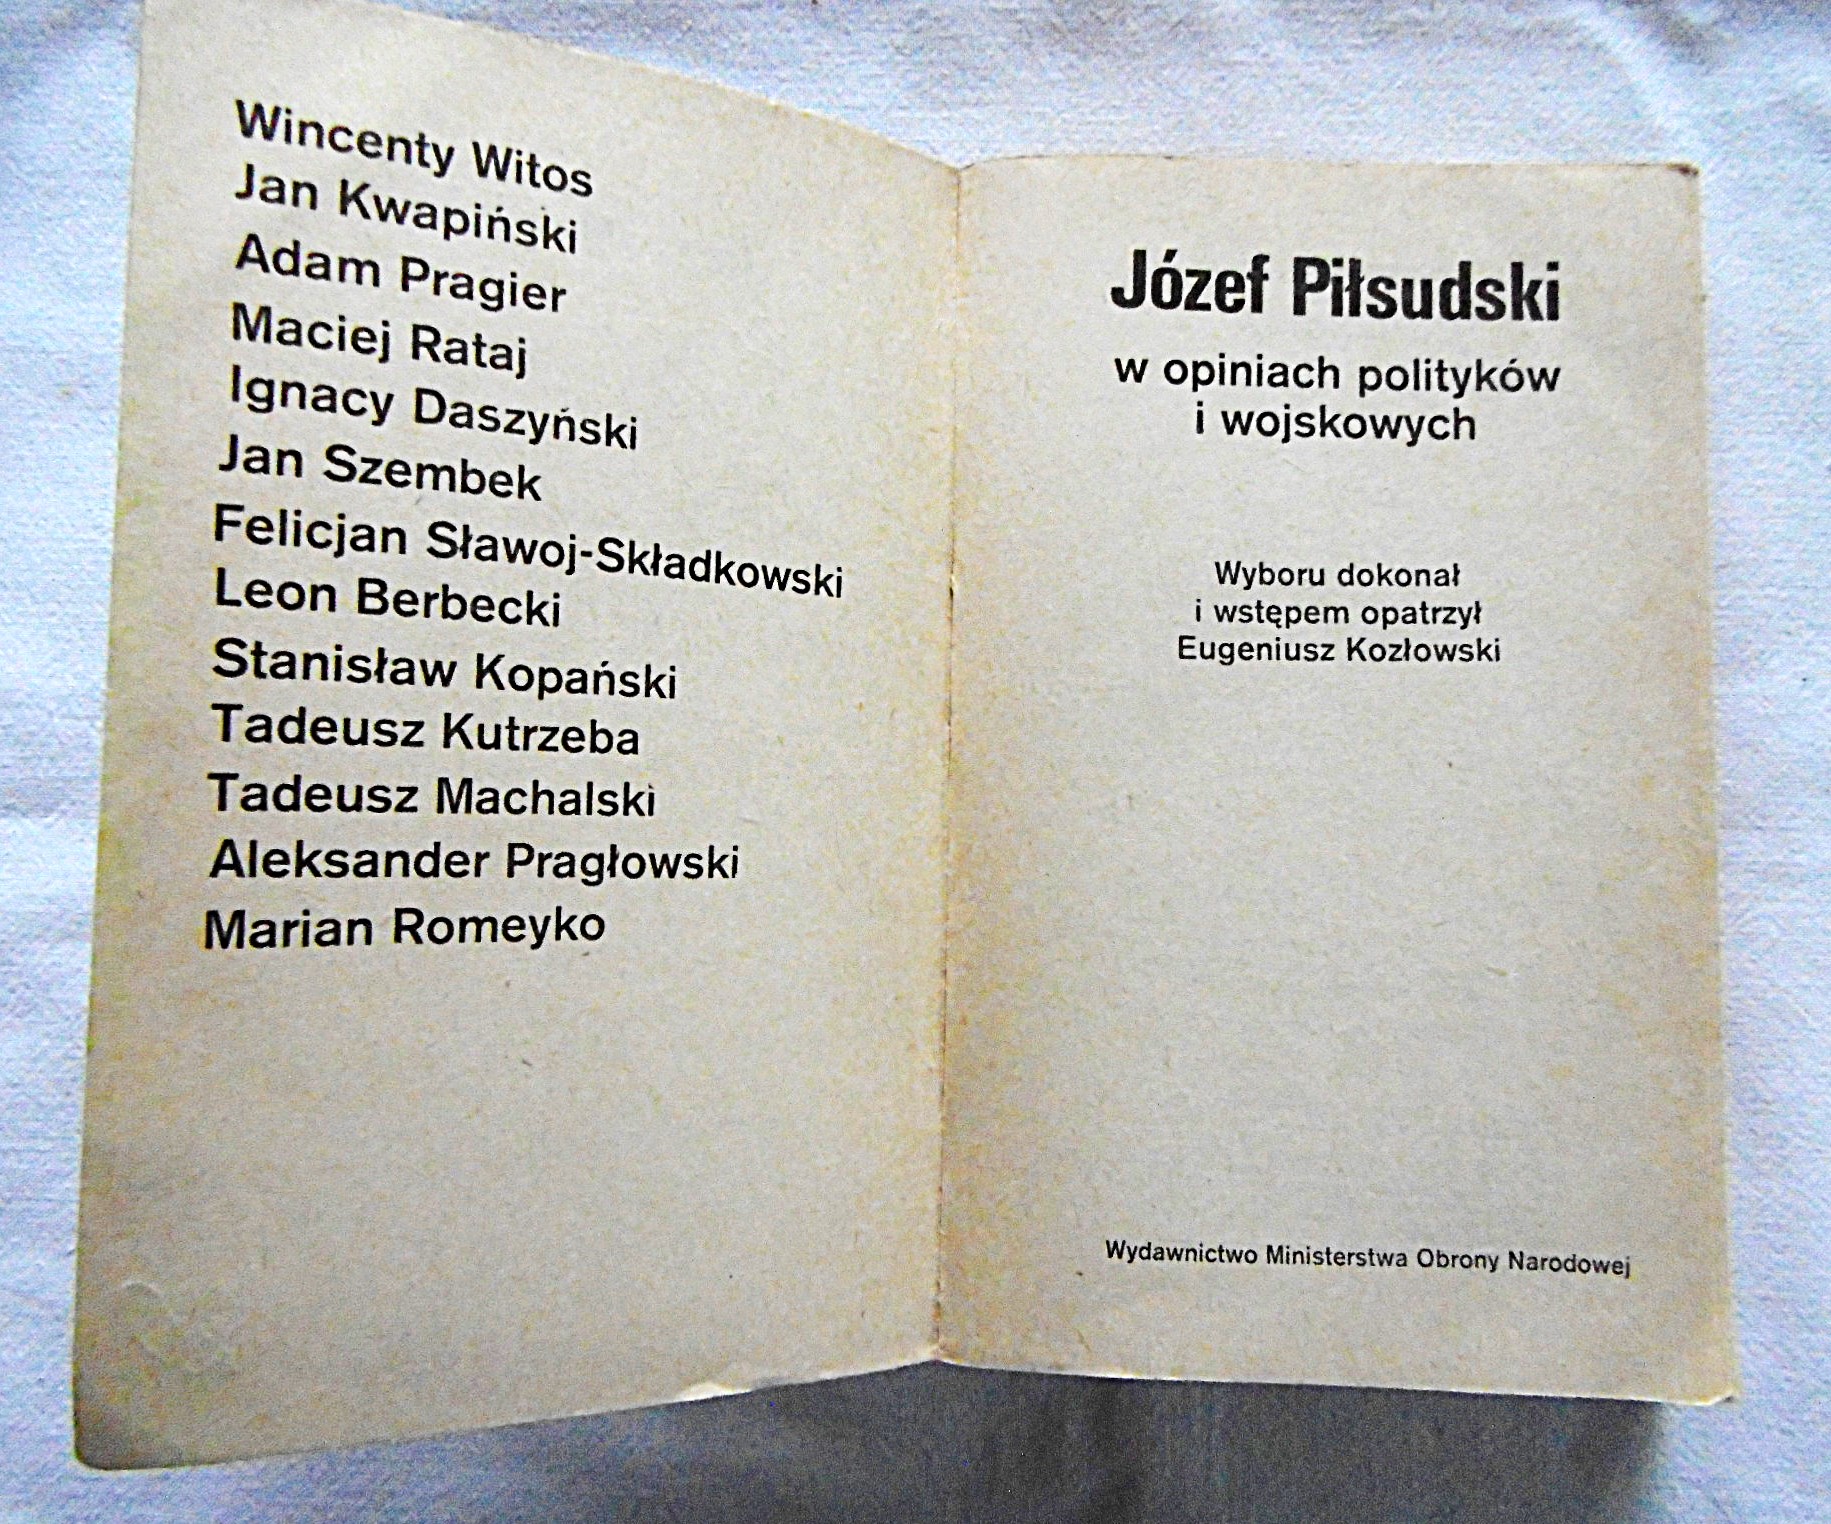 Wincenty Witos
Jan Kwapiński
Adam Pragier
Maciej Rataj
Ignacy Daszyński
Jan Szembek
Felicjan Sławoj-Składkowski
Leon Berbecki
Stanisław Kopański
Tadeusz Kutrzeba
Tadeusz Machalski
Aleksander Pragłowski
Marian Romeyko
Józef Piłsudski
w opiniach polityków
i wojskowych
Wyboru dokonał
i wstępem opatrzył
Eugeniusz Kozłowski
Wydawnictwo Ministerstwa Obrony Narodowej